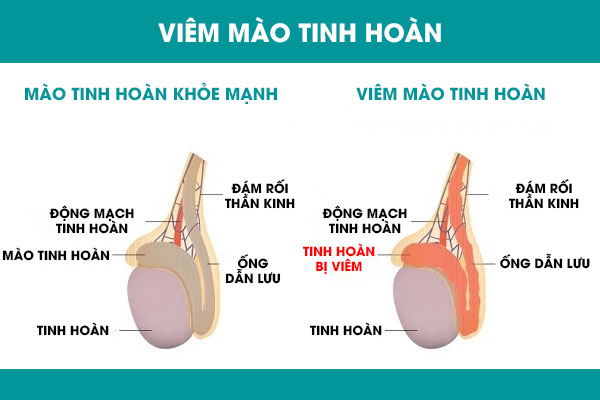 VIÊM MÀO TINH HOÀN
MÀO TINH HOÀN KHỎE MẠNH
ĐÁM RỐI
THẦN KINH
ĐỘNG MẠCH
TINH HOÀN
MÀO TINH HOÀN
ỐNG
DẪN LƯU
TINH HOÀN
VIÊM MÀO TINH HOÀN
ĐÁM RỐI
THẦN KINH
ĐỘNG MẠCH
TINH HOÀN
TINH HOÀN
BỊ VIÊM
ỐNG DẪN LƯU
TINH HOÀN